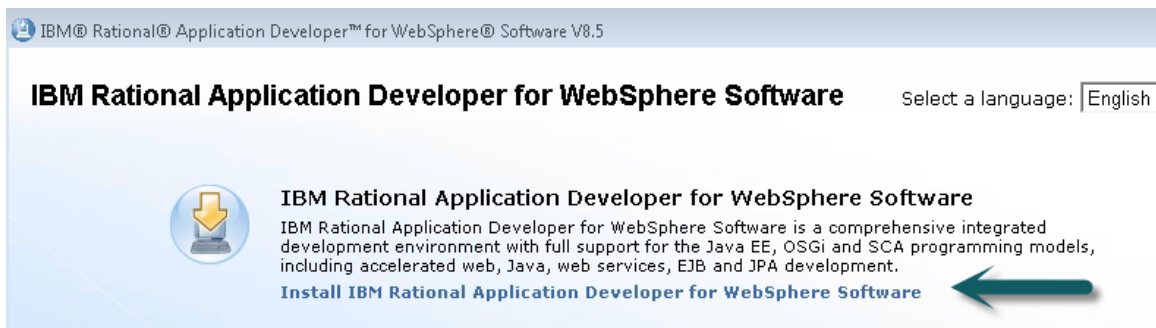 IBM® Rational® Application Developer™ for WebSphere® Software V8.5
IBM Rational Application Developer for WebSphere Software
Select a language: English
IBM Rational Application Developer for WebSphere Software
IBM Rational Application Developer for WebSphere Software is a comprehensive integrated
development environment with full support for the Java EE, OSGi and SCA programming models,
including accelerated web, Java, web services, EJB and JPA development.
Install IBM Rational Application Developer for WebSphere Software